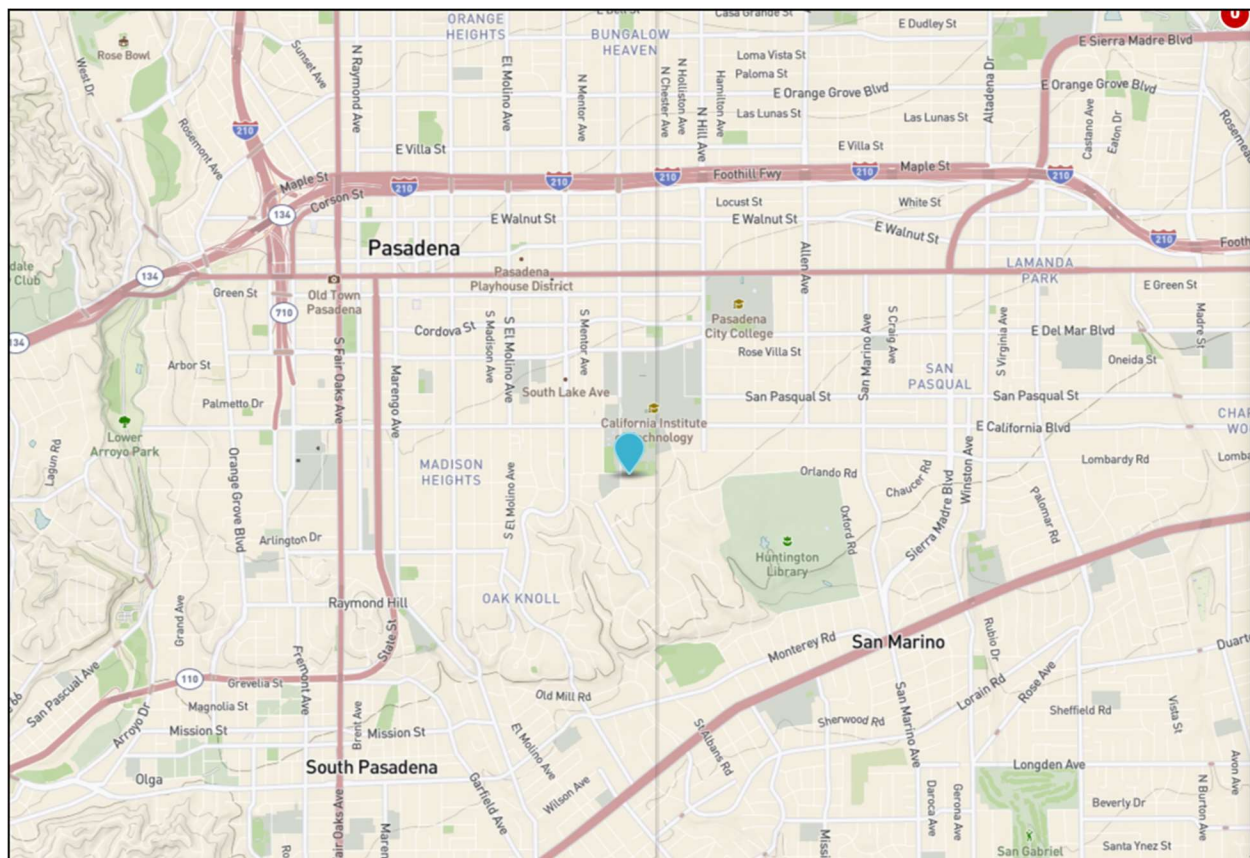 ORANGE
HEIGHTS
BUNGALOW
HEAVEN
Casa Grande St
E Dudley St
E Sierra Madre Blvd
Rose Bowl
West Dr
Sunset Ave
N Raymond Ave
El Molino Ave
N Mentor Ave
N Chester Ave
N Holliston Ave
N Hill Ave
Hamilton Ave
Loma Vista St
Paloma St
E Orange Grove Blvd
Las Lunas St
Las Lunas St
Altadena Dr
E Orange Grove Blvd
Castano Ave
Eaton Dr
Rosemont Ave
210
E Villa St
E Villa St
Maple St
Corson St
210
210
210
Foothill Fwy
210
Maple St
210
134
E Walnut St
Locust St
E Walnut St
White St
E Walnut St
210
Pasadena
134
dale
Club
Pasadena
Playhouse District
Allen Ave
LAMANDA
PARK
Green St
Old Town
Pasadena
710
E Green St
134
Cordova St
S Madison Ave
S El Molino Ave
S Mentor Ave
Pasadena
City College
San Marino Ave
S Craig Ave
S Virginia Ave
E Del Mar Blvd
Madre St
Arbor St
S Fair Oaks Ave
Marengo Ave
Rose Villa St
SAN
PASQUAL
Oneida St
South Lake Ave
Palmetto Dr
San Pasqual St
San Pasqual St
California Institute
Lower
Arroyo Park
E California Blvd
Lombardy Rd
MADISON
HEIGHTS
Orange Grove Blvd
S El Molino Ave
Orlando Rd
Chaucer Rd
Sierra Madre Blvd
Winston Ave
Palomar Rd
Oxford Rd
Arlington Dr
Huntington
Library
OAK KNOLL
Raymond Hill
State St
Grand Ave
Fremont Ave
Monterey Rd
San Marino
Rubio Dr
110
Grevelia St
San Pascual Ave
Arroyo Dr
Magnolia St
Mission St
Brent Ave
Mission St
Old Mill Rd
El Molino Ave
St Albans Rd
Sherwood Rd
San Marino Ave
Lorain Rd
Rose Ave
Sheffield Rd
Vista St
South Pasadena
Olga
Garfield Ave
Wilson Ave
Longden Ave
Avon Ave
N Burton Ave
Daroca Ave
Gerona Ave
Beverly Dr
San Gabriel
Santa Ynez St